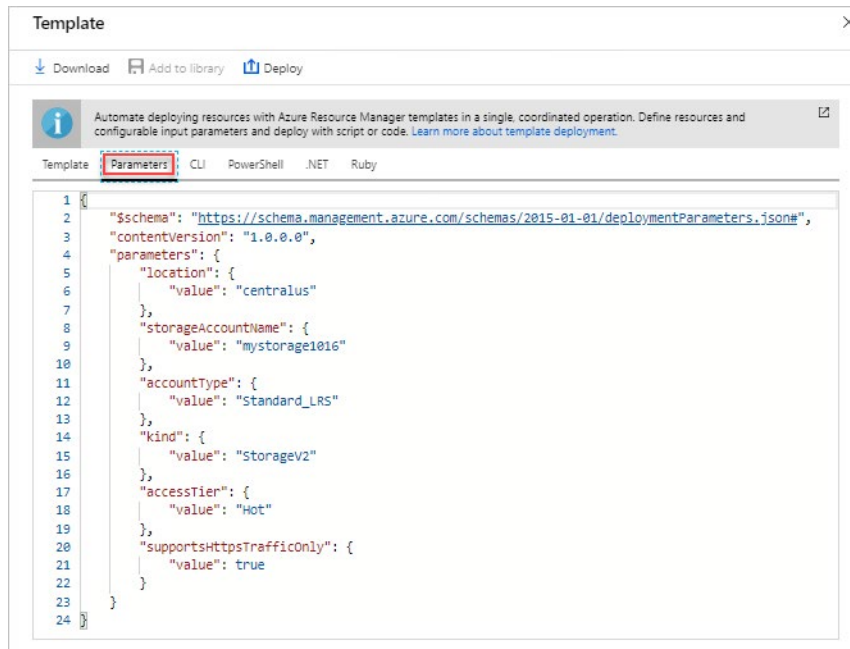 Template
Download Add to library Deploy
Automate deploying resources with Azure Resource Manager templates in a single, coordinated operation. Define resources and
configurable input parameters and deploy with script or code. Learn more about template deployment.
Template Parameters CLI PowerShell .NET Ruby
1 {
2 "$schema": "https://schema.management.azure.com/schemas/2015-01-01/deploymentParameters.json#",
3 "contentVersion": "1.0.0.0",
4 "parameters": {
5 "location": {
6 "value": "centralus"
7 },
8 "storageAccountName": {
9 "value": "mystorage1016"
10 },
11 "accountType": {
12 "value": "Standard_LRS"
13 },
14 "kind": {
15 "value": "StorageV2"
16 },
17 "accessTier": {
18 "value": "Hot"
19 },
20 "supportsHttpsTrafficOnly": {
21 "value": true
22 }
23 }
24 }